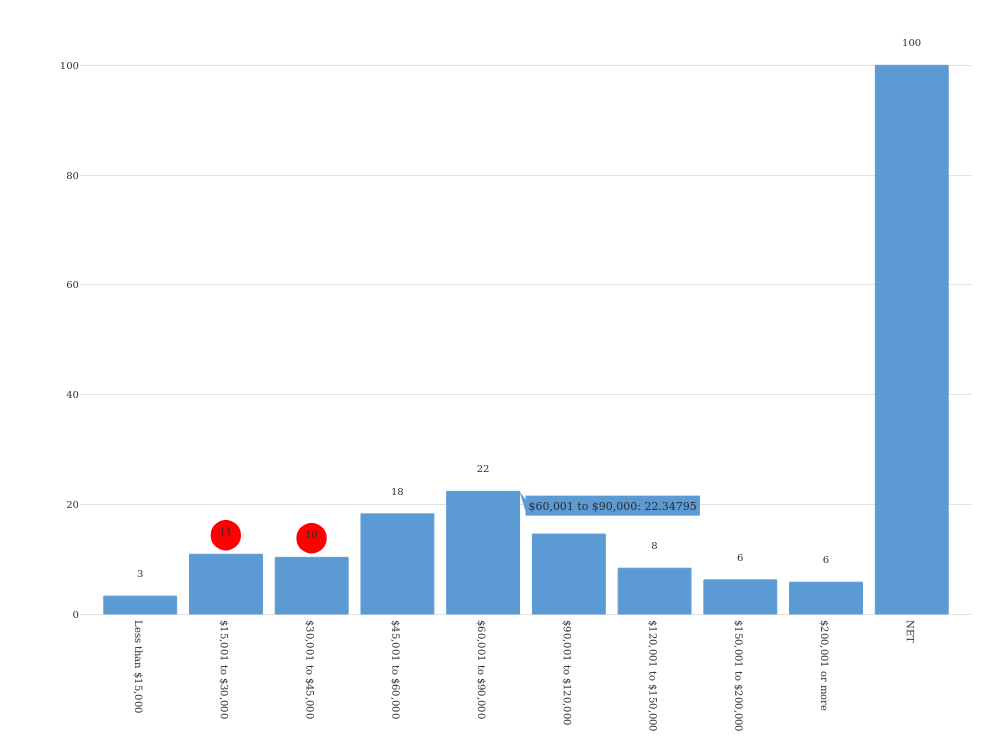 100
100
80
60
40
22
18
20
$60,001 to $90,000: 22.34795
11
10
8
6
6
3
0
Less than $15,000
$15,001 to $30,000
$30,001 to $45,000
$45,001 to $60,000
$60,001 to $90,000
$90,001 to $120,000
$120,001 to $150,000
$150,001 to $200,000
$200,001 or more
NET